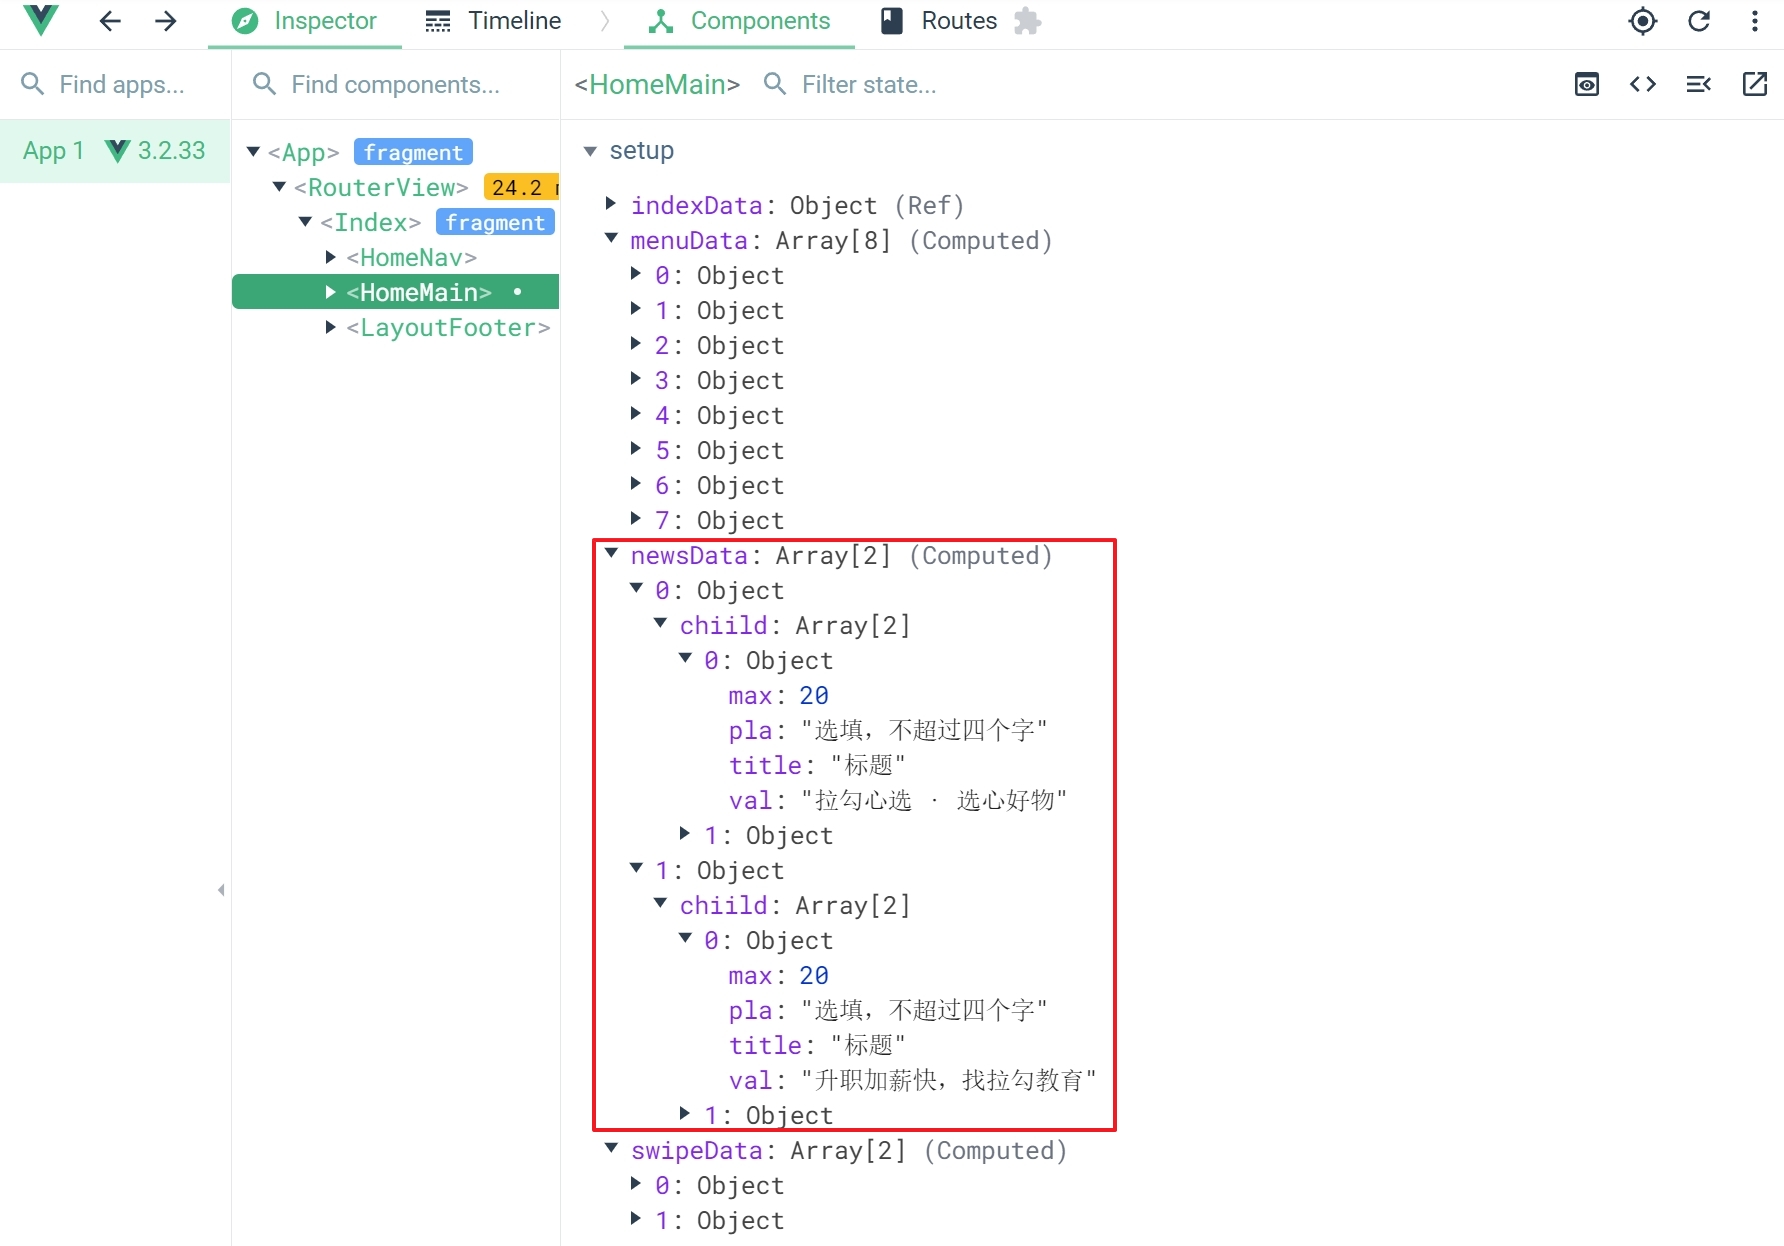 Inspector Timeline Components Routes
Find apps... Find components... <HomeMain> Filter state...
App 1 3.2.33
<App> fragment
<RouterView> 24.2
<Index> fragment
<HomeNav>
<HomeMain>
<LayoutFooter>
setup
indexData: Object (Ref)
menuData: Array[8] (Computed)
0: Object
1: Object
2: Object
3: Object
4: Object
5: Object
6: Object
7: Object
newsData: Array[2] (Computed)
0: Object
chiild: Array[2]
0: Object
max: 20
pla: "选填，不超过四个字"
title: "标题"
val: "拉勾心选 · 选心好物"
1: Object
1: Object
chiild: Array[2]
0: Object
max: 20
pla: "选填，不超过四个字"
title: "标题"
val: "升职加薪快，找拉勾教育"
1: Object
swipeData: Array[2] (Computed)
0: Object
1: Object